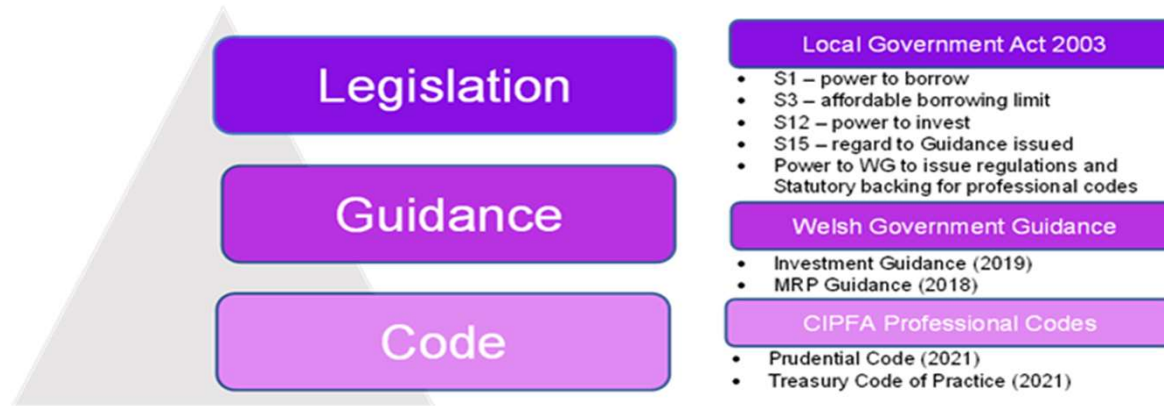 Legislation
Guidance
Code
Local Government Act 2003
• S1 – power to borrow
• S3 – affordable borrowing limit
• S12 – power to invest
• S15 – regard to Guidance issued
• Power to WG to issue regulations and
Statutory backing for professional codes
Welsh Government Guidance
• Investment Guidance (2019)
• MRP Guidance (2018)
CIPFA Professional Codes
• Prudential Code (2021)
• Treasury Code of Practice (2021)